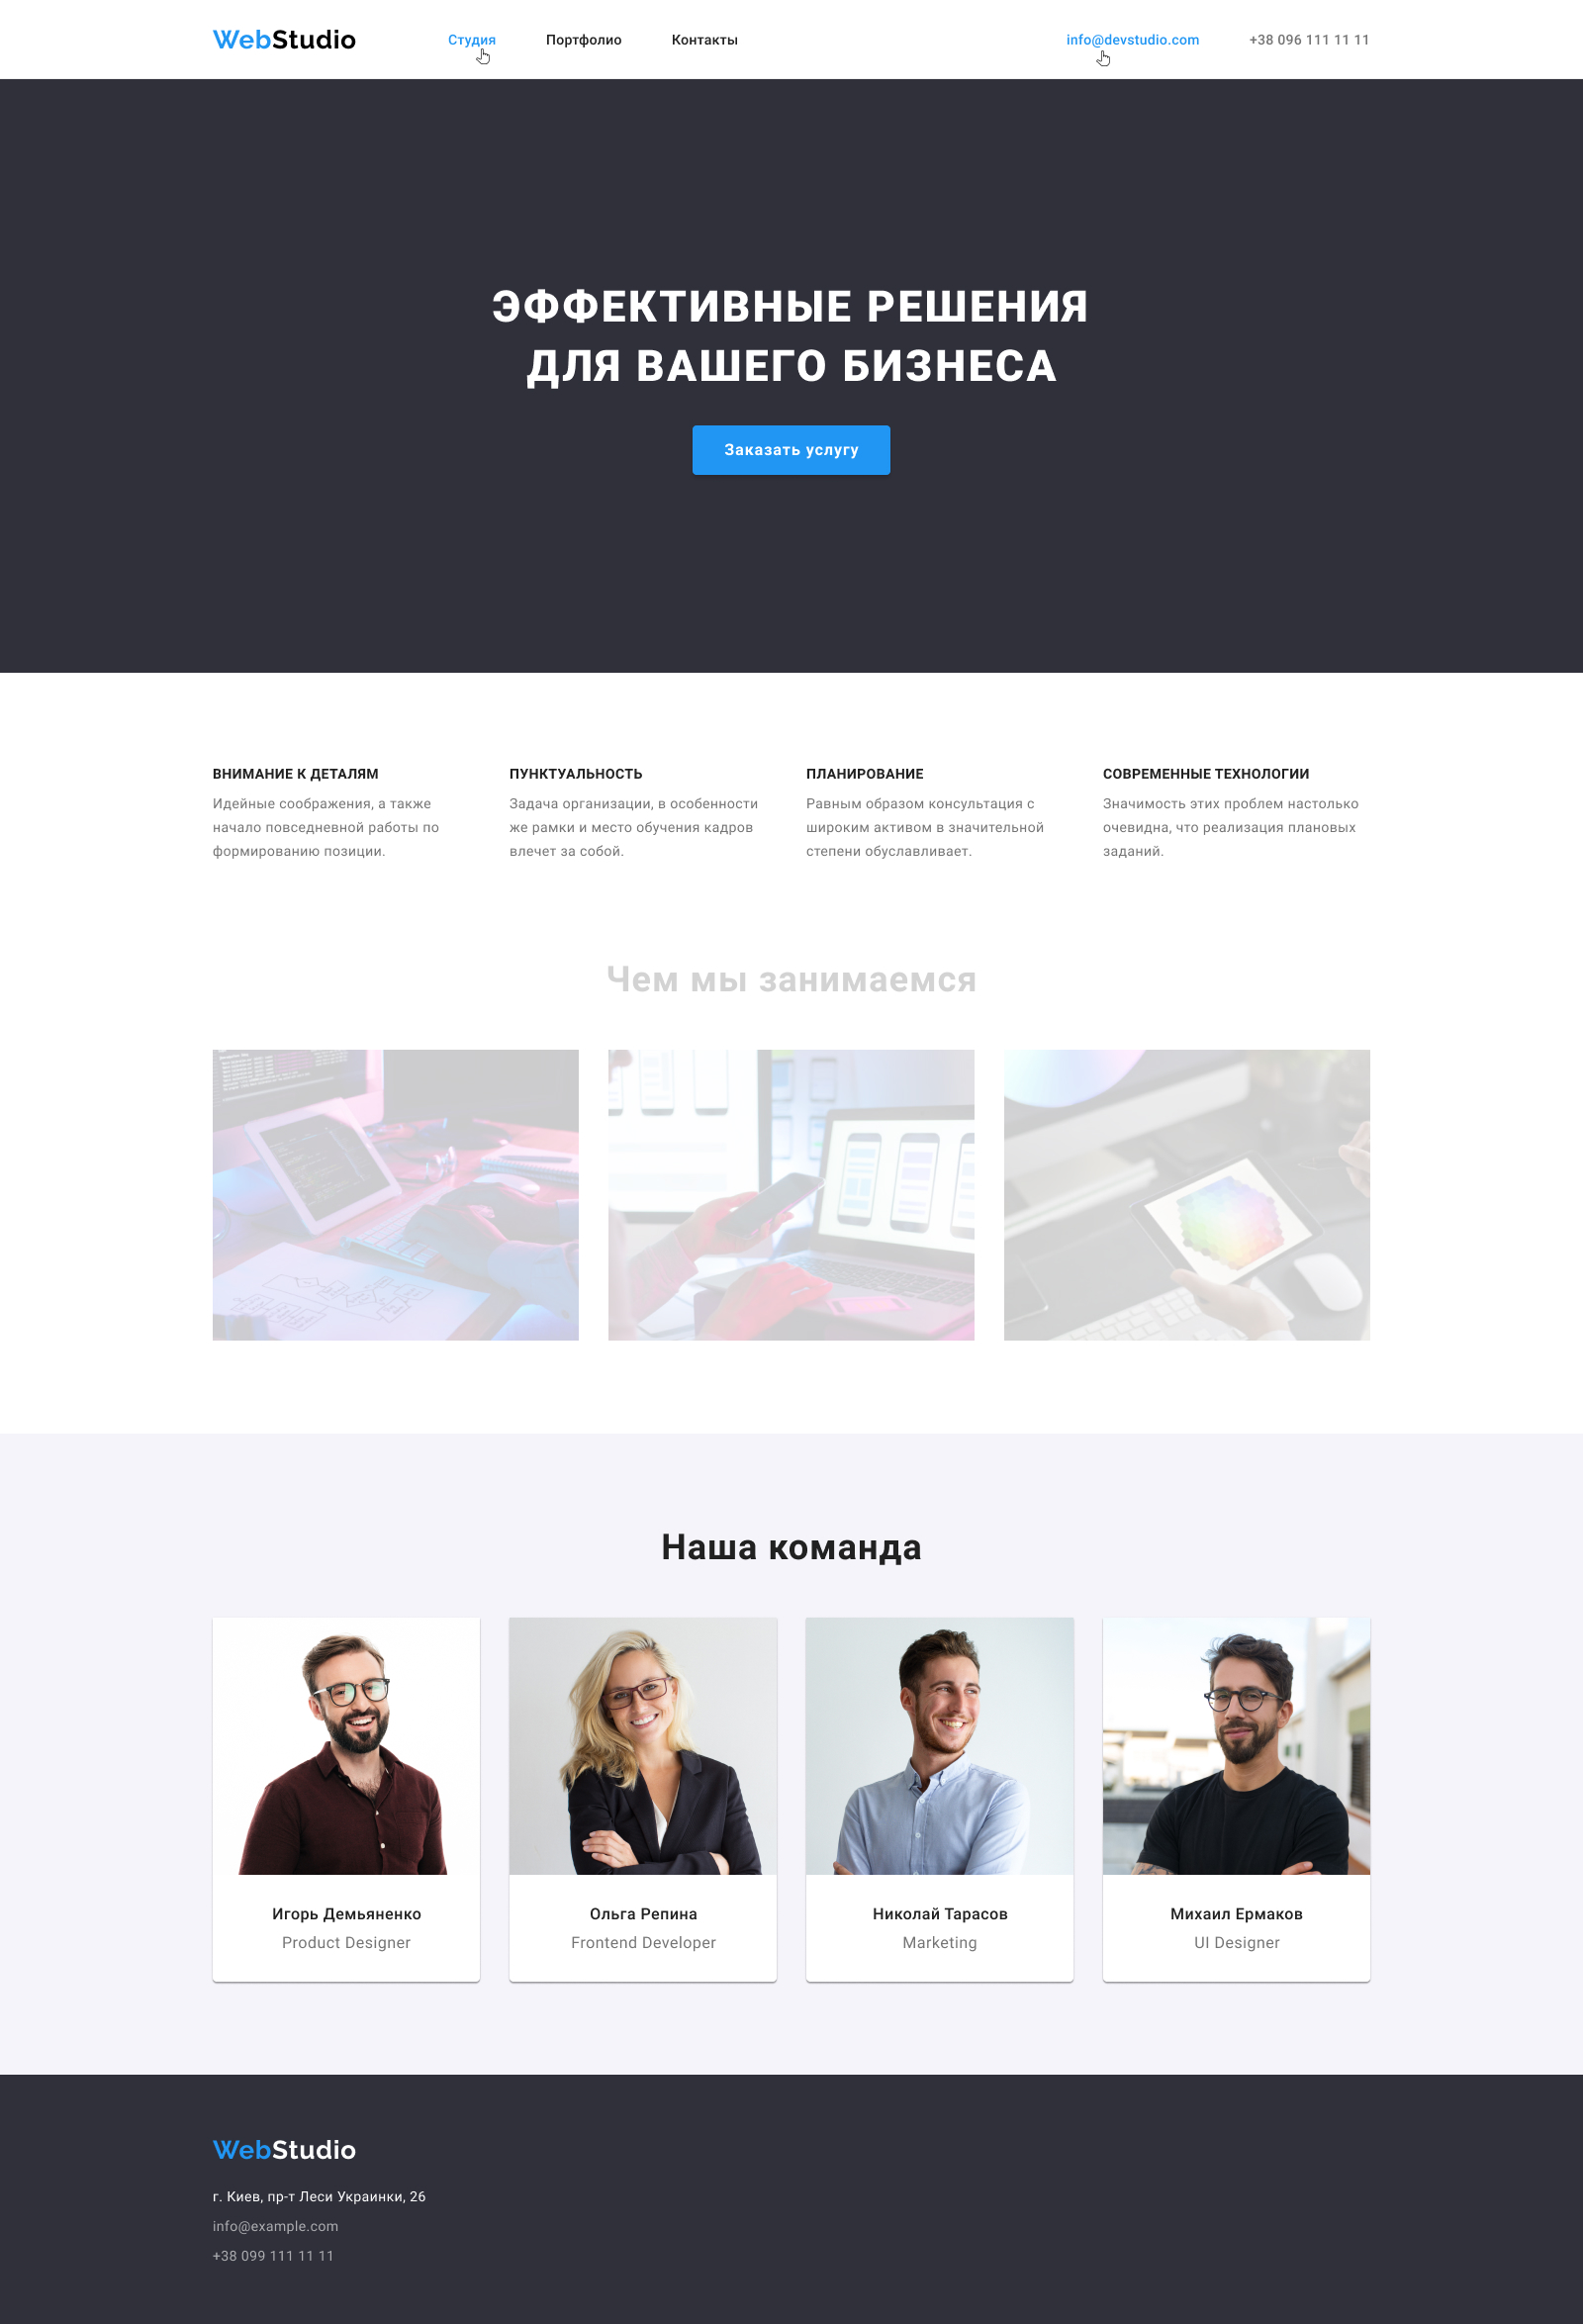 WebStudio
Студия
Портфолио
Контакты
info@devstudio.com
+38 096 111 11 11
ЭФФЕКТИВНЫЕ РЕШЕНИЯ
ДЛЯ ВАШЕГО БИЗНЕСА
Заказать услугу
ВНИМАНИЕ К ДЕТАЛЯМ
Идейные соображения, а также
начало повседневной работы по
формированию позиции.
ПУНКТУАЛЬНОСТЬ
Задача организации, в особенности
же рамки и место обучения кадров
влечет за собой.
ПЛАНИРОВАНИЕ
Равным образом консультация с
широким активом в значительной
степени обуславливает.
СОВРЕМЕННЫЕ ТЕХНОЛОГИИ
Значимость этих проблем настолько
очевидна, что реализация плановых
заданий.
Чем мы занимаемся
Наша команда
Игорь Демьяненко
Product Designer
Ольга Репина
Frontend Developer
Николай Тарасов
Marketing
Михаил Ермаков
UI Designer
WebStudio
г. Киев, пр-т Леси Украинки, 26
info@example.com
+38 099 111 11 11